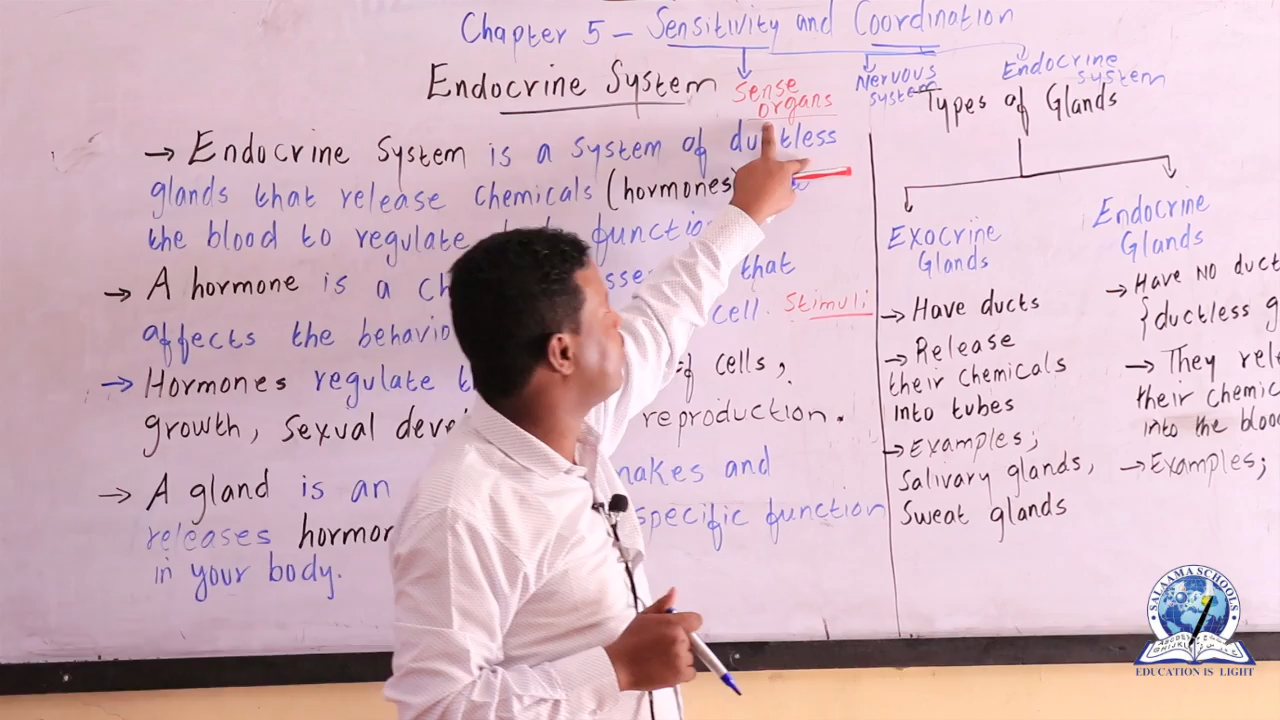 Chapter 5 – Sensitivity and Coordination
Sense
organs
Nervous
system
Endocrine
system
Endocrine System
→ Endocrine System is a system of ductless
glands that release chemicals (hormones)
the blood to regulate functio
→ A hormone is a ch that
affects the behavio cell.
Stimuli
→ Hormones regulate of cells,
growth, sexual deve reproduction.
→ A gland is an makes and
releases hormon specific function
in your body.
Types of Glands
Exocrine
Glands
→ Have ducts
→ Release
their chemicals
into tubes
→ Examples;
Salivary glands,
Sweat glands
Endocrine
Glands
→ Have NO duct
{ductless g
→ They rele
their chemic
into the blood
→ Examples;
SALAAMA SCHOOLS
EDUCATION IS LIGHT